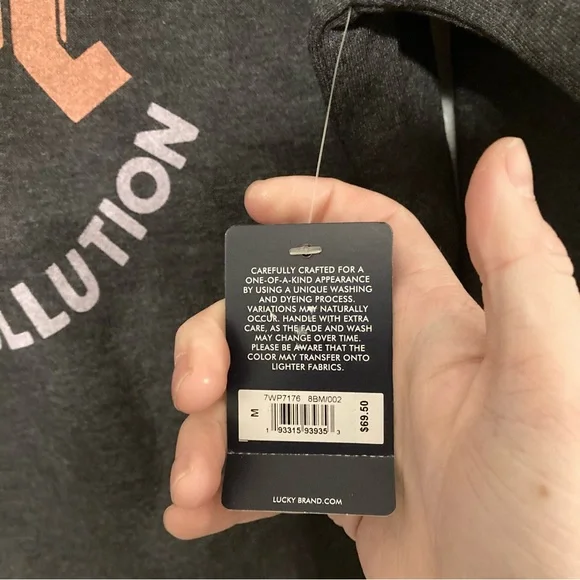 OLLUTION
CAREFULLY CRAFTED FOR A
ONE-OF-A-KIND APPEARANCE
BY USING A UNIQUE WASHING
AND DYEING PROCESS.
VARIATIONS MAY NATURALLY
OCCUR. HANDLE WITH EXTRA
CARE, AS THE FADE AND WASH
MAY CHANGE OVER TIME.
PLEASE BE AWARE THAT THE
COLOR MAY TRANSFER ONTO
LIGHTER FABRICS.
7WP7176 8BM/002
M
1 93315 93935 3
$69.50
LUCKY BRAND.COM